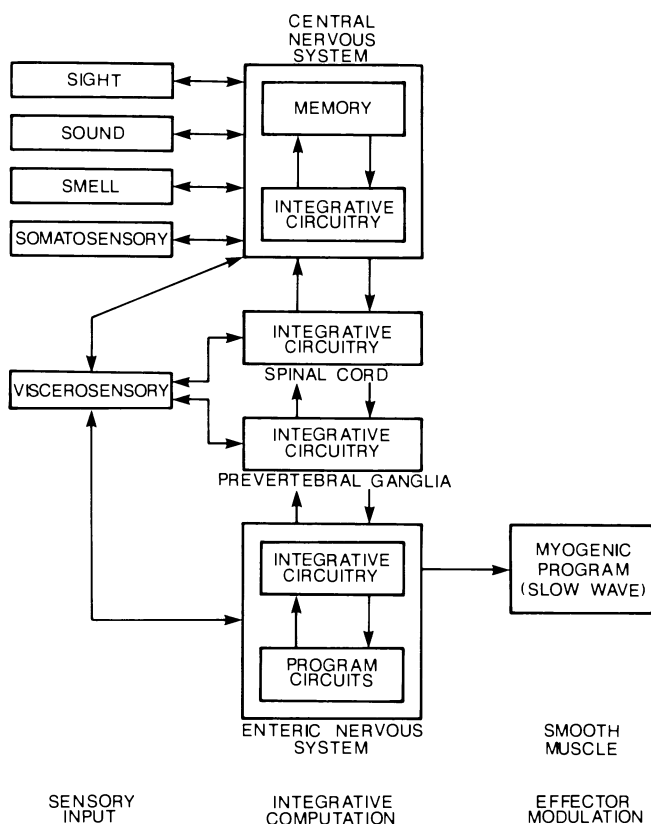 CENTRAL
NERVOUS
SYSTEM
SIGHT
MEMORY
SOUND
SMELL
INTEGRATIVE
CIRCUITRY
SOMATOSENSORY
INTEGRATIVE
CIRCUITRY
SPINAL CORD
VISCEROSENSORY
INTEGRATIVE
CIRCUITRY
PREVERTEBRAL GANGLIA
INTEGRATIVE
CIRCUITRY
MYOGENIC
PROGRAM
(SLOW WAVE)
PROGRAM
CIRCUITS
ENTERIC NERVOUS
SYSTEM
SMOOTH
MUSCLE
SENSORY
INPUT
INTEGRATIVE
COMPUTATION
EFFECTOR
MODULATION